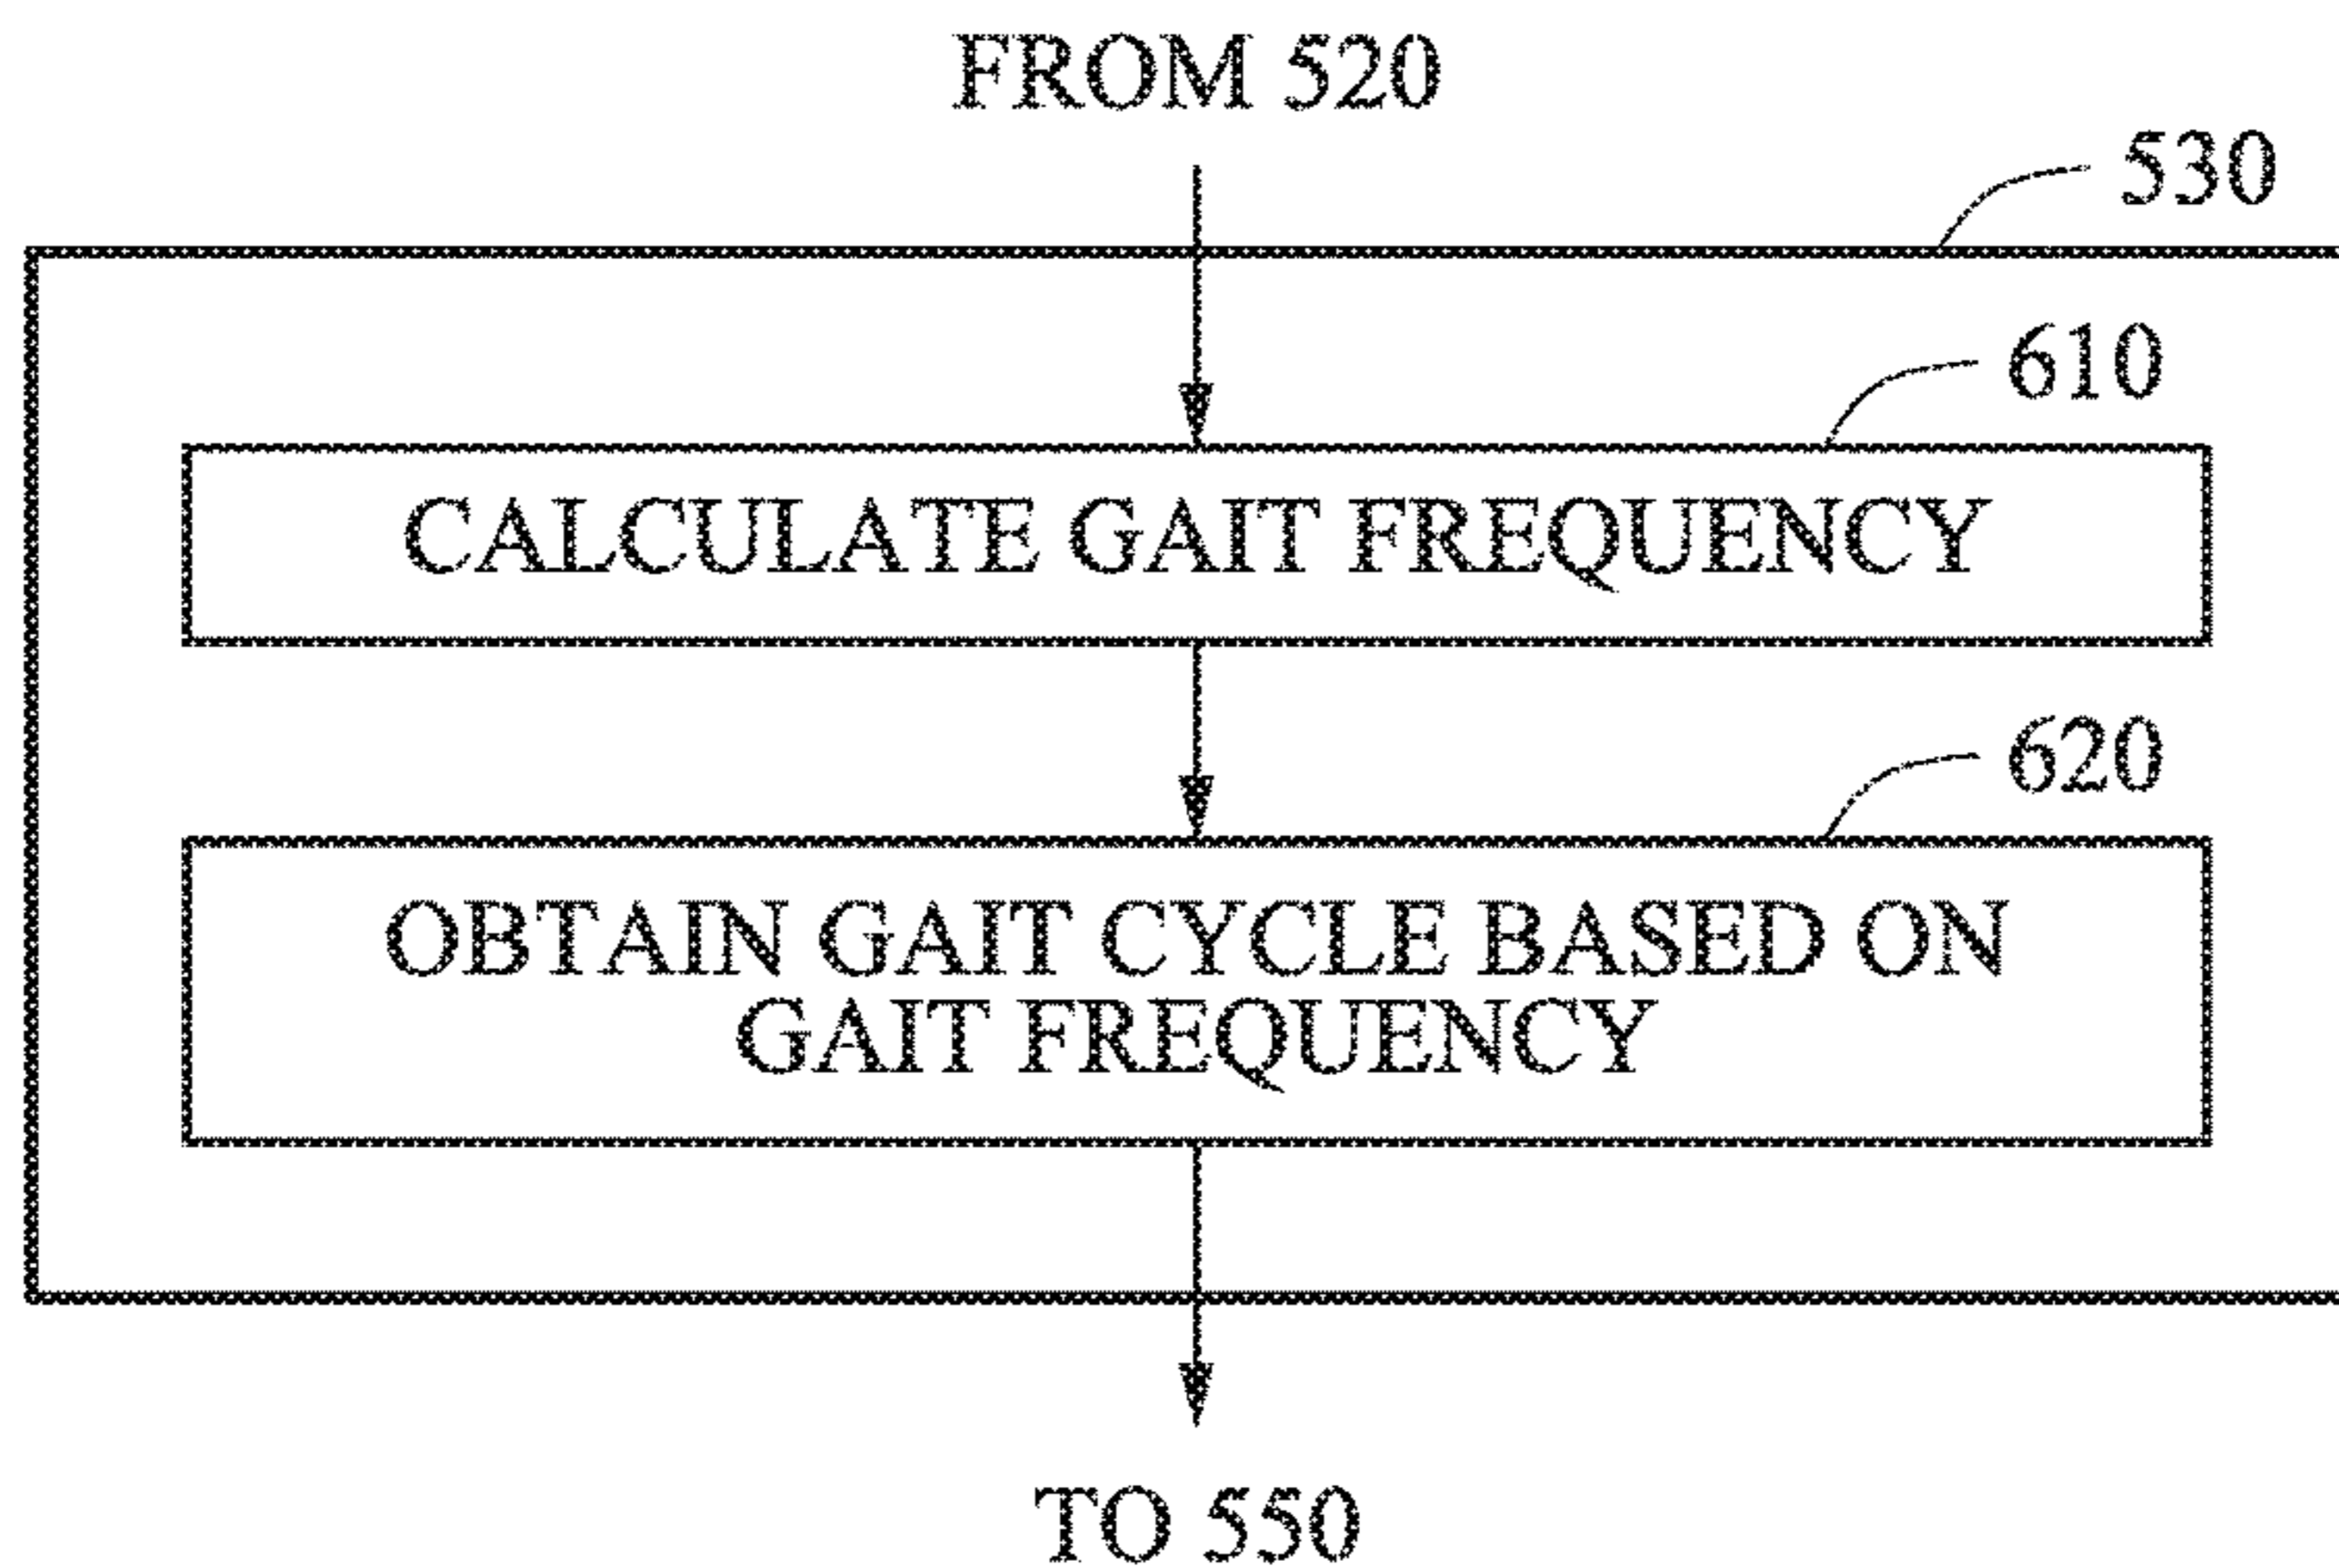 FROM 520
530
610
CALCULATE GAIT FREQUENCY
620
OBTAIN GAIT CYCLE BASED ON
GAIT FREQUENCY
TO 550